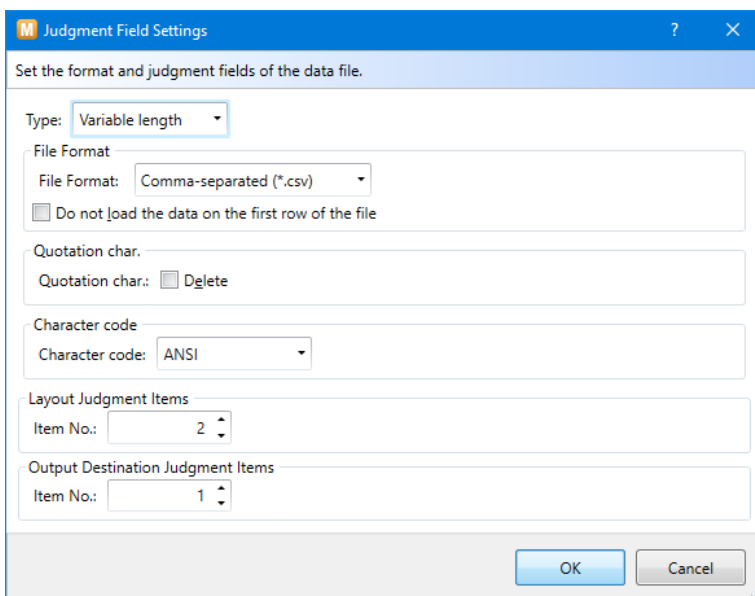 M Judgment Field Settings ? ×
Set the format and judgment fields of the data file.
Type: Variable length
File Format
File Format: Comma-separated (*.csv)
Do not load the data on the first row of the file
Quotation char.
Quotation char.: Delete
Character code
Character code: ANSI
Layout Judgment Items
Item No.: 2
Output Destination Judgment Items
Item No.: 1
OK Cancel